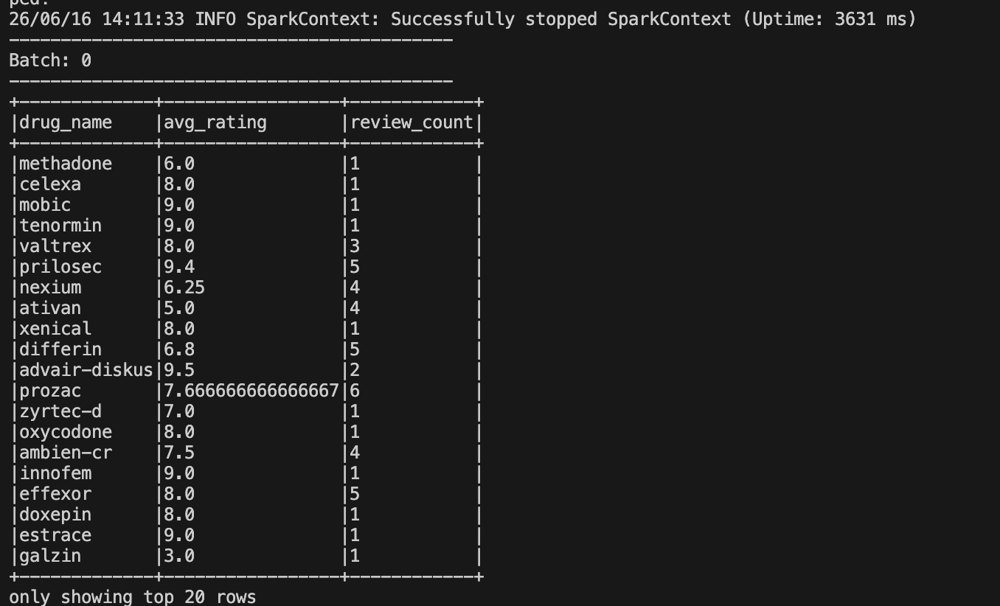 ped.
26/06/16 14:11:33 INFO SparkContext: Successfully stopped SparkContext (Uptime: 3631 ms)
-------------------------------------------
Batch: 0
-------------------------------------------
+-------------+-----------------+------------+
|drug_name    |avg_rating       |review_count|
+-------------+-----------------+------------+
|methadone    |6.0              |1           |
|celexa       |8.0              |1           |
|mobic        |9.0              |1           |
|tenormin     |9.0              |1           |
|valtrex      |8.0              |3           |
|prilosec     |9.4              |5           |
|nexium       |6.25             |4           |
|ativan       |5.0              |4           |
|xenical      |8.0              |1           |
|differin     |6.8              |5           |
|advair-diskus|9.5              |2           |
|prozac       |7.666666666666667|6           |
|zyrtec-d     |7.0              |1           |
|oxycodone    |8.0              |1           |
|ambien-cr    |7.5              |4           |
|innofem      |9.0              |1           |
|effexor      |8.0              |5           |
|doxepin      |8.0              |1           |
|estrace      |9.0              |1           |
|galzin       |3.0              |1           |
+-------------+-----------------+------------+
only showing top 20 rows